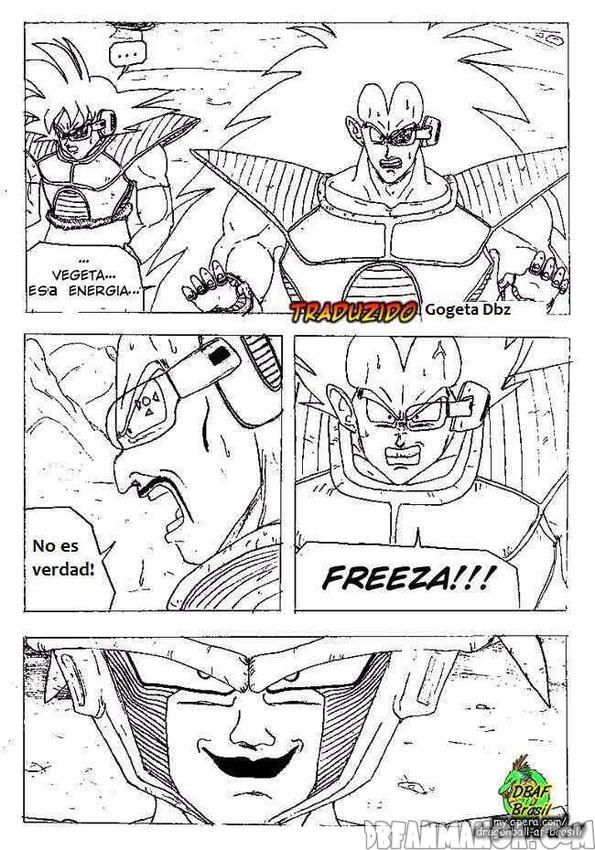 ...
...
VEGETA...
ESa ENERGIA...
TRADUZIDO Gogeta Dbz
No es
verdad!
FREEZA!!!
DBAF
Brasil
my.opera.com/
dragonball-af-Brasil/
DBFANMANGA.COM